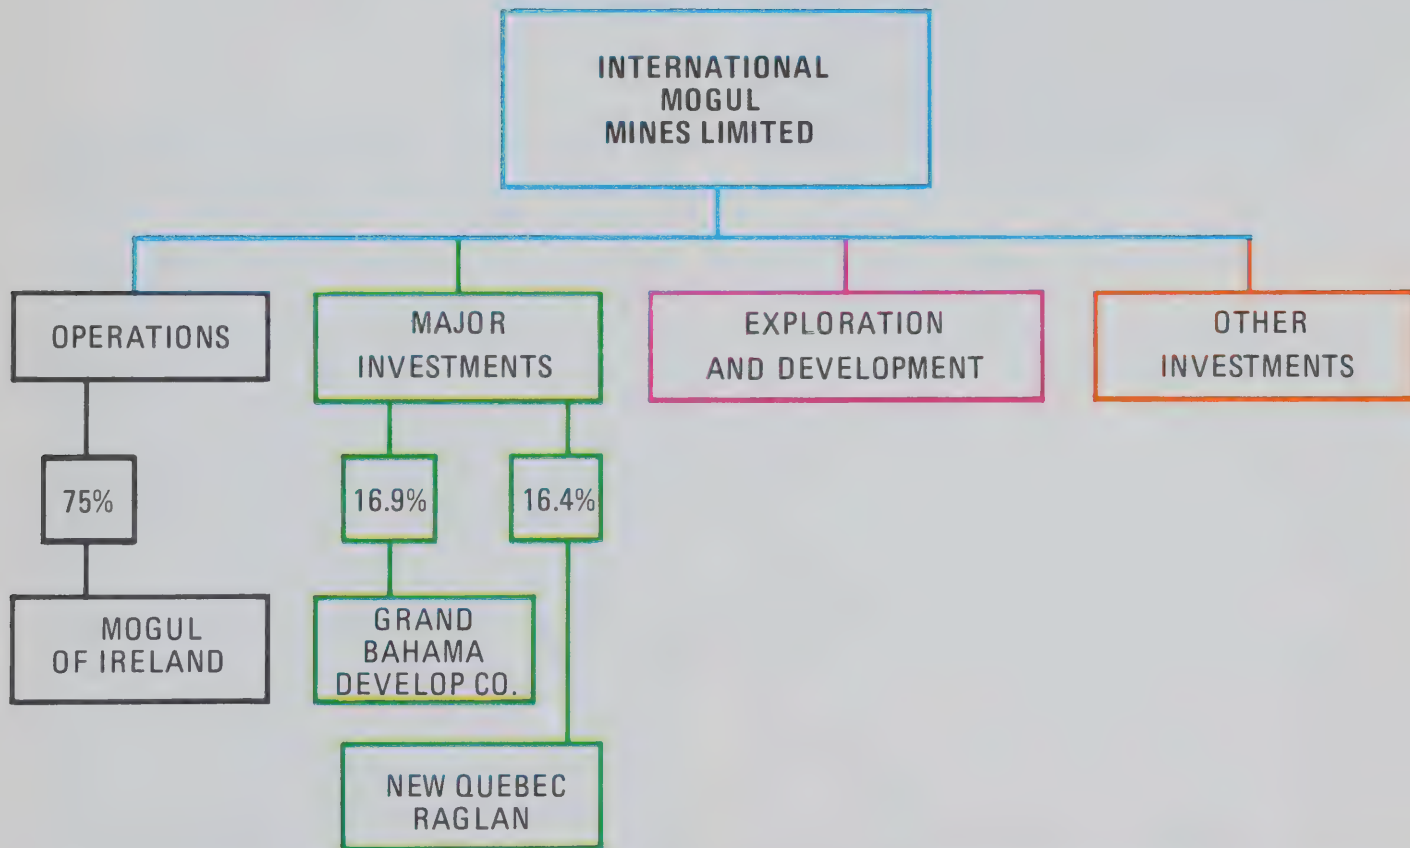 INTERNATIONAL
MOGUL
MINES LIMITED
OPERATIONS
MAJOR
INVESTMENTS
EXPLORATION
AND DEVELOPMENT
OTHER
INVESTMENTS
75%
16.9%
16.4%
MOGUL
OF IRELAND
GRAND
BAHAMA
DEVELOP CO.
NEW QUEBEC
RAGLAN